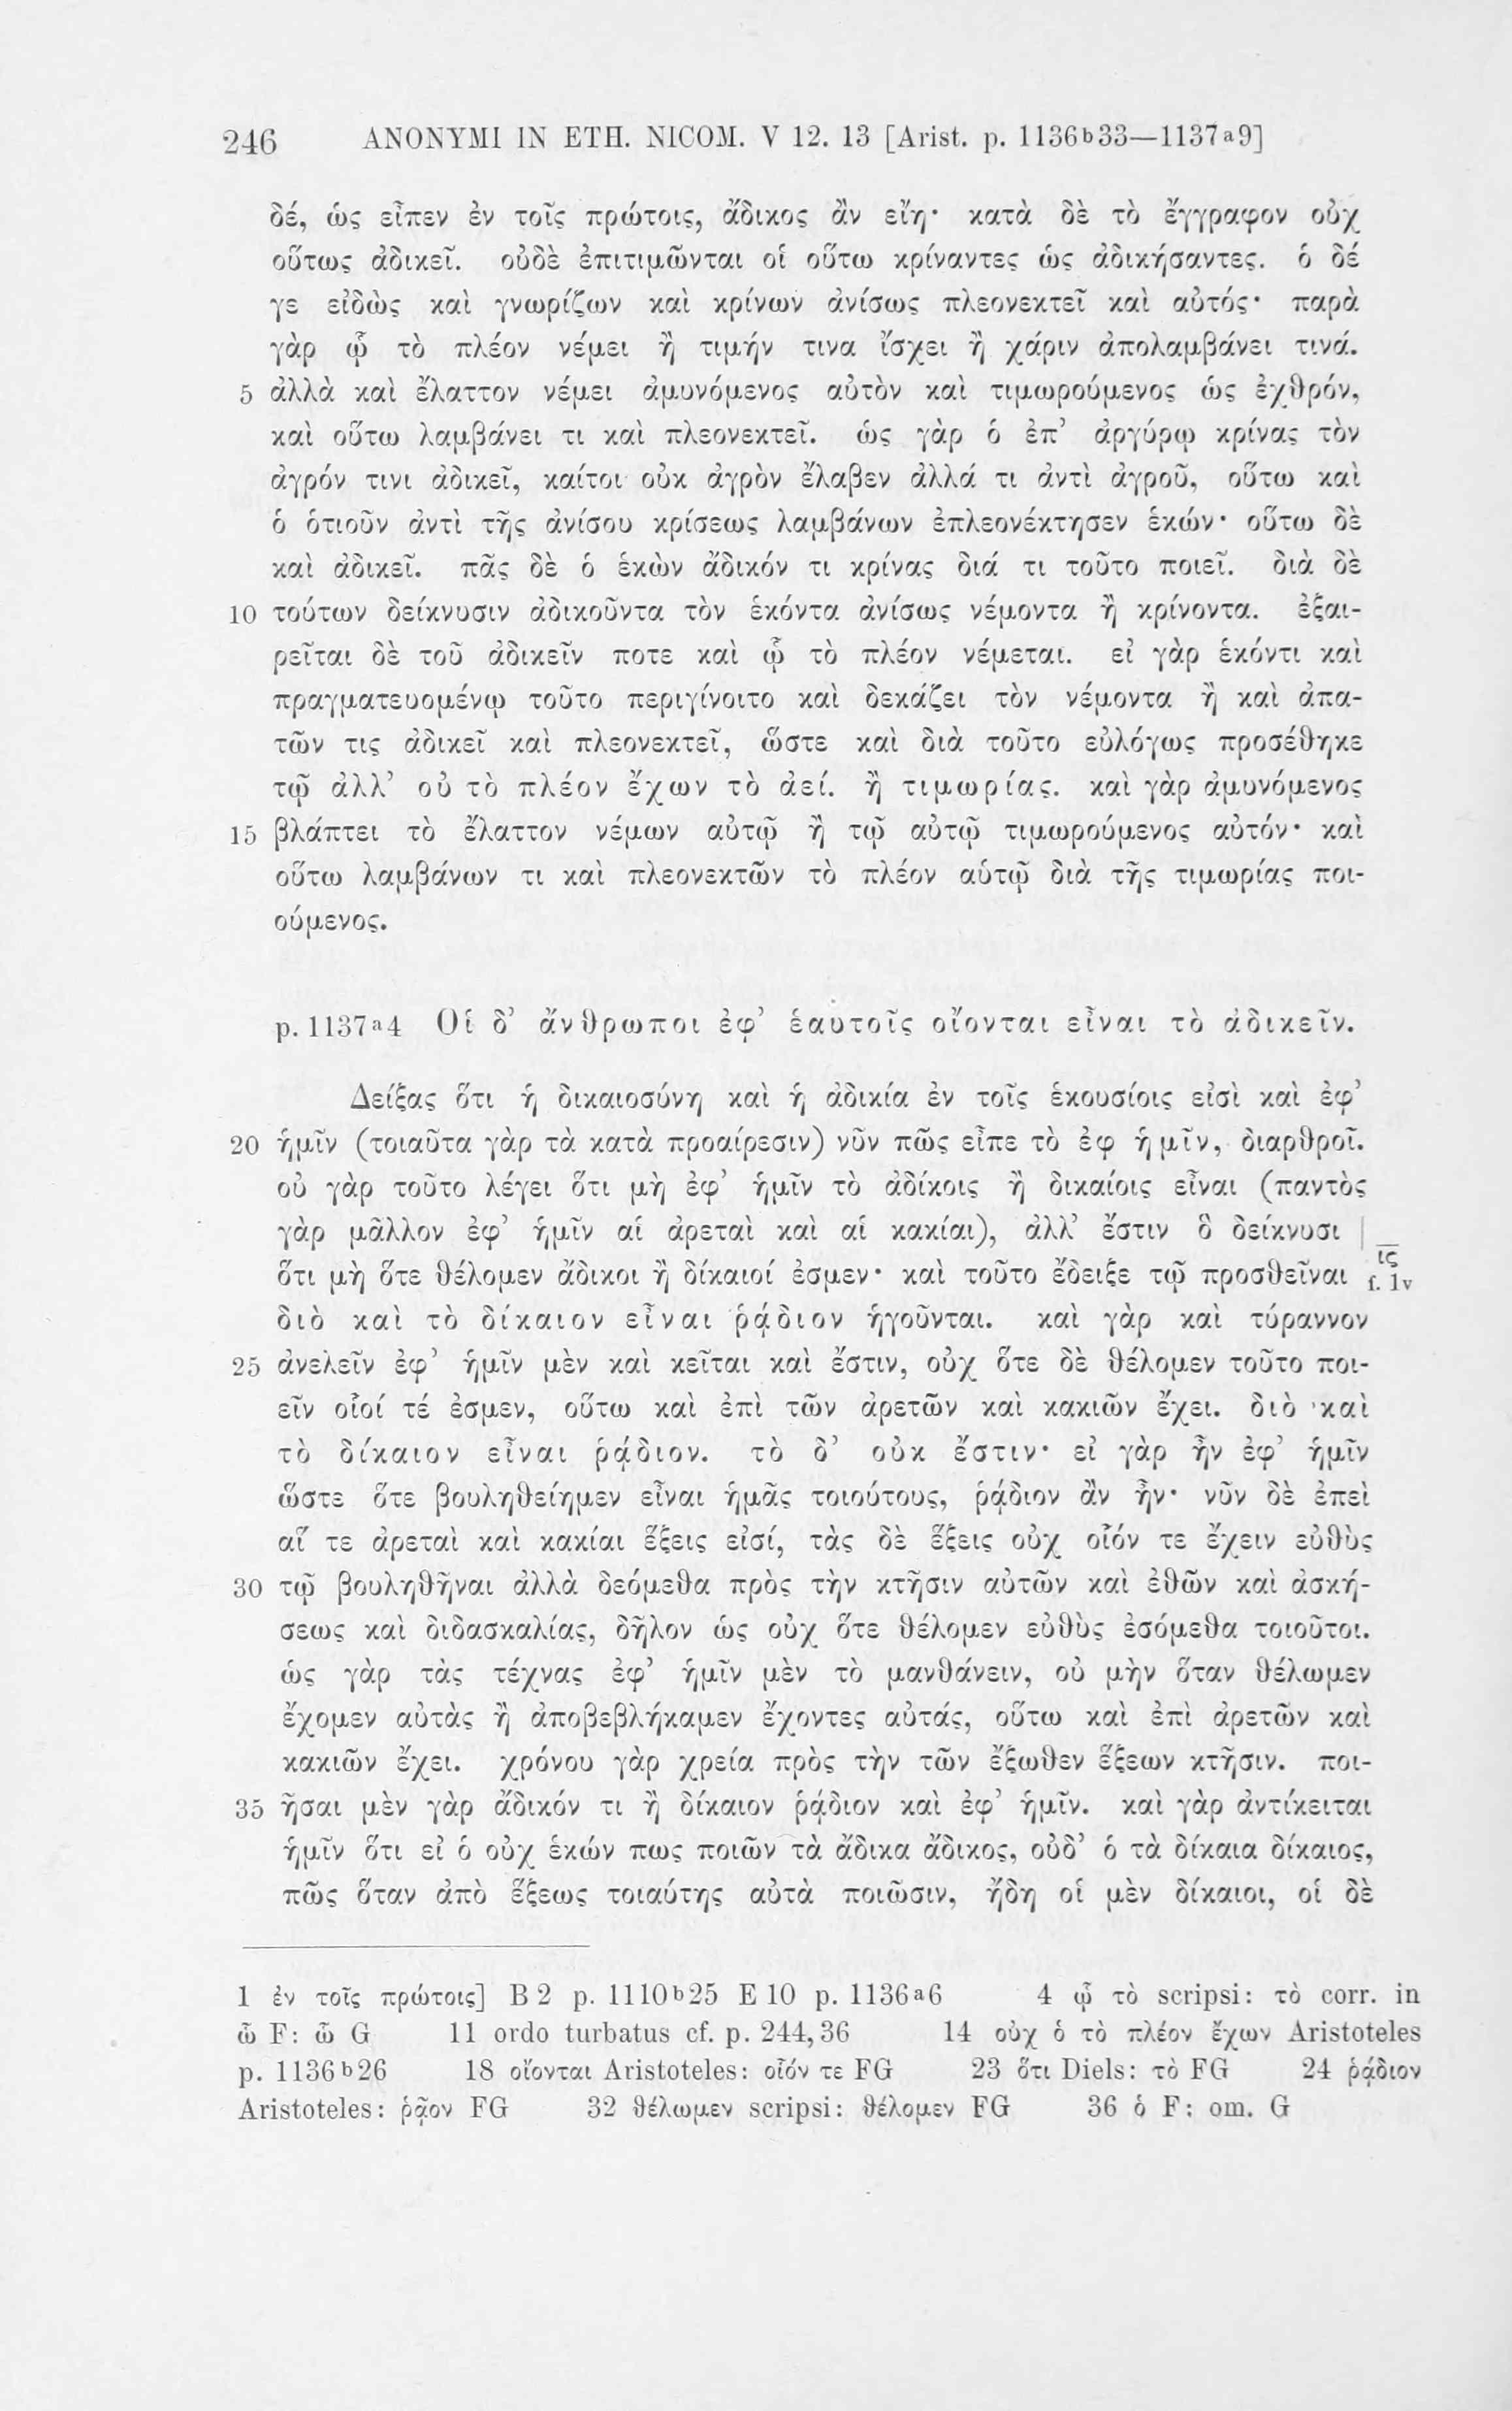 246 ANONYMI IN ETH. NICOM. V 12. 13 [Arist. p. 1136b33—1137a9]
δέ, ὡς εἶπεν ἐν τοῖς πρώτοις, ἄδικος ἂν εἴη· κατὰ δὲ τὸ ἔγγραφον οὐχ
οὕτως ἀδικεῖ. οὐδὲ ἐπιτιμῶνται οἱ οὕτω κρίναντες ὡς ἀδικήσαντες. ὁ δέ
γε εἰδὼς καὶ γνωρίζων καὶ κρίνων ἀνίσως πλεονεκτεῖ καὶ αὐτός· παρὰ
γὰρ ᾧ τὸ πλέον νέμει ἢ τιμήν τινα ἴσχει ἢ χάριν ἀπολαμβάνει τινά.
5 ἀλλὰ καὶ ἔλαττον νέμει ἀμυνόμενος αὐτὸν καὶ τιμωρούμενος ὡς ἐχθρόν,
καὶ οὕτω λαμβάνει τι καὶ πλεονεκτεῖ. ὡς γὰρ ὁ ἐπ’ ἀργύρῳ κρίνας τὸν
ἀγρόν τινι ἀδικεῖ, καίτοι οὐκ ἀγρὸν ἔλαβεν ἀλλά τι ἀντὶ ἀγροῦ, οὕτω καὶ
ὁ ὁτιοῦν ἀντὶ τῆς ἀνίσου κρίσεως λαμβάνων ἐπλεονέκτησεν ἑκών· οὕτω δὲ
καὶ ἀδικεῖ. πᾶς δὲ ὁ ἑκὼν ἄδικόν τι κρίνας διά τι τοῦτο ποιεῖ. διὰ δὲ
10 τούτων δείκνυσιν ἀδικοῦντα τὸν ἑκόντα ἀνίσως νέμοντα ἢ κρίνοντα. ἐξαι-
ρεῖται δὲ τοῦ ἀδικεῖν ποτε καὶ ᾧ τὸ πλέον νέμεται. εἰ γὰρ ἑκόντι καὶ
πραγματευομένῳ τοῦτο περιγίνοιτο καὶ δεκάζει τὸν νέμοντα ἢ καὶ ἀπα-
τῶν τις ἀδικεῖ καὶ πλεονεκτεῖ, ὥστε καὶ διὰ τοῦτο εὐλόγως προσέθηκε
τῷ ἀλλ’ οὐ τὸ πλέον ἔχων τὸ ἀεί. ἢ τιμωρίας. καὶ γὰρ ἀμυνόμενος
15 βλάπτει τὸ ἔλαττον νέμων αὐτῷ ἢ τῷ αὐτῷ τιμωρούμενος αὐτόν· καὶ
οὕτω λαμβάνων τι καὶ πλεονεκτῶν τὸ πλέον αὑτῷ διὰ τῆς τιμωρίας ποι-
ούμενος.
p. 1137a4 Οἱ δ’ ἄνθρωποι ἐφ’ ἑαυτοῖς οἴονται εἶναι τὸ ἀδικεῖν.
Δείξας ὅτι ἡ δικαιοσύνη καὶ ἡ ἀδικία ἐν τοῖς ἑκουσίοις εἰσὶ καὶ ἐφ’
20 ἡμῖν (τοιαῦτα γὰρ τὰ κατὰ προαίρεσιν) νῦν πῶς εἶπε τὸ ἐφ ἡμῖν, διαρθροῖ.
οὐ γὰρ τοῦτο λέγει ὅτι μὴ ἐφ’ ἡμῖν τὸ ἀδίκοις ἢ δικαίοις εἶναι (παντὸς
γὰρ μᾶλλον ἐφ’ ἡμῖν αἱ ἀρεταὶ καὶ αἱ κακίαι), ἀλλ’ ἔστιν ὃ δείκνυσι |
ὅτι μὴ ὅτε θέλομεν ἄδικοι ἢ δίκαιοί ἐσμεν· καὶ τοῦτο ἔδειξε τῷ προσθεῖναι ις f. 1v
διὸ καὶ τὸ δίκαιον εἶναι ῥᾴδιον ἡγοῦνται. καὶ γὰρ καὶ τύραννον
25 ἀνελεῖν ἐφ’ ἡμῖν μὲν καὶ κεῖται καὶ ἔστιν, οὐχ ὅτε δὲ θέλομεν τοῦτο ποι-
εῖν οἷοί τέ ἐσμεν, οὕτω καὶ ἐπὶ τῶν ἀρετῶν καὶ κακιῶν ἔχει. διὸ καὶ
τὸ δίκαιον εἶναι ῥᾴδιον. τὸ δ’ οὐκ ἔστιν· εἰ γὰρ ἦν ἐφ’ ἡμῖν
ὥστε ὅτε βουληθείημεν εἶναι ἡμᾶς τοιούτους, ῥᾴδιον ἂν ἦν· νῦν δὲ ἐπεὶ
αἵ τε ἀρεταὶ καὶ κακίαι ἕξεις εἰσί, τὰς δὲ ἕξεις οὐχ οἷόν τε ἔχειν εὐθὺς
30 τῷ βουληθῆναι ἀλλὰ δεόμεθα πρὸς τὴν κτῆσιν αὐτῶν καὶ ἐθῶν καὶ ἀσκή-
σεως καὶ διδασκαλίας, δῆλον ὡς οὐχ ὅτε θέλομεν εὐθὺς ἐσόμεθα τοιοῦτοι.
ὡς γὰρ τὰς τέχνας ἐφ’ ἡμῖν μὲν τὸ μανθάνειν, οὐ μὴν ὅταν θέλωμεν
ἔχομεν αὐτὰς ἢ ἀποβεβλήκαμεν ἔχοντες αὐτάς, οὕτω καὶ ἐπὶ ἀρετῶν καὶ
κακιῶν ἔχει. χρόνου γὰρ χρεία πρὸς τὴν τῶν ἔξωθεν ἕξεων κτῆσιν. ποι-
35 ῆσαι μὲν γὰρ ἄδικόν τι ἢ δίκαιον ῥᾴδιον καὶ ἐφ’ ἡμῖν. καὶ γὰρ ἀντίκειται
ἡμῖν ὅτι εἰ ὁ οὐχ ἑκών πως ποιῶν τὰ ἄδικα ἄδικος, οὐδ’ ὁ τὰ δίκαια δίκαιος,
πῶς ὅταν ἀπὸ ἕξεως τοιαύτης αὐτὰ ποιῶσιν, ἤδη οἱ μὲν δίκαιοι, οἱ δὲ
1 ἐν τοῖς πρώτοις] B 2 p. 1110b25 E 10 p. 1136a6 4 ᾧ τὸ scripsi: τὸ corr. in
ὦ F: ὦ G 11 ordo turbatus cf. p. 244,36 14 οὐχ ὁ τὸ πλέον ἔχων Aristoteles
p. 1136b26 18 οἴονται Aristoteles: οἷόν τε FG 23 ὅτι Diels: τὸ FG 24 ῥᾴδιον
Aristoteles: ῥᾷον FG 32 θέλωμεν scripsi: θέλομεν FG 36 ὁ F: om. G